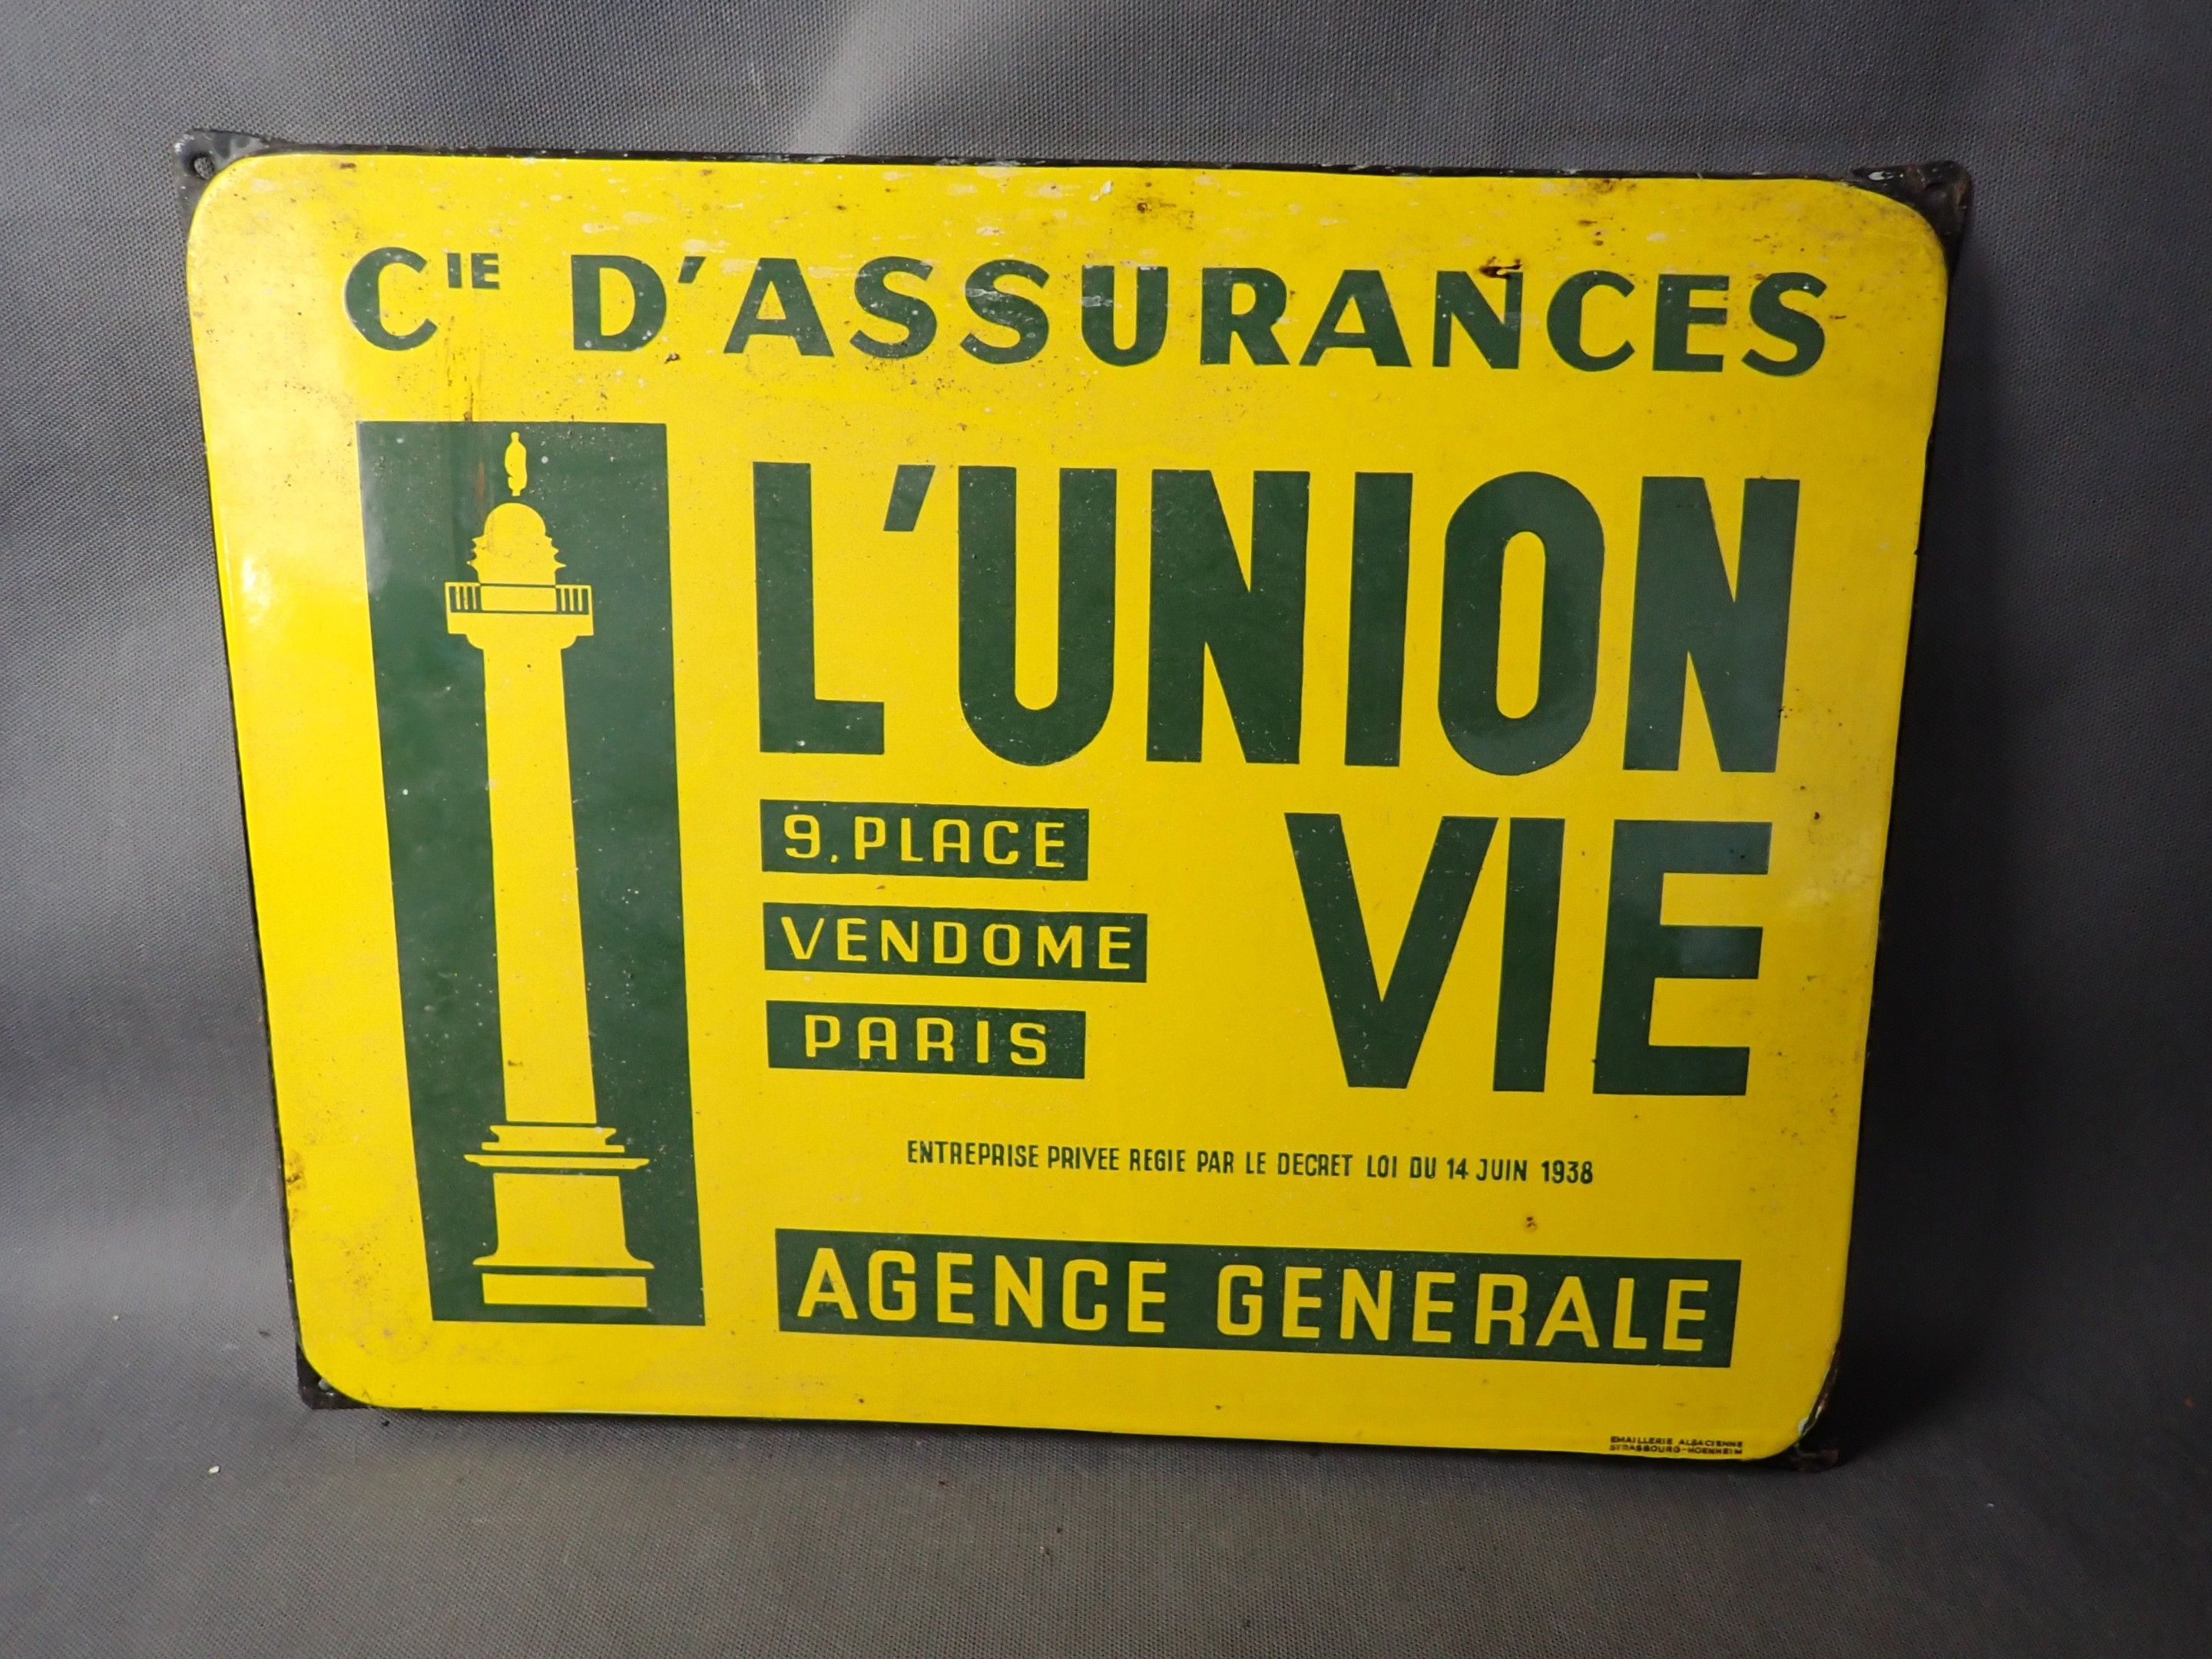 CIE D'ASSURANCES
L'UNION
VIE
9, PLACE
VENDOME
PARIS
ENTREPRISE PRIVEE REGIE PAR LE DECRET LOI DU 14 JUIN 1938
AGENCE GENERALE
EMAILLERIE ALSACIENNE
STRASBOURG-HOENHEIM